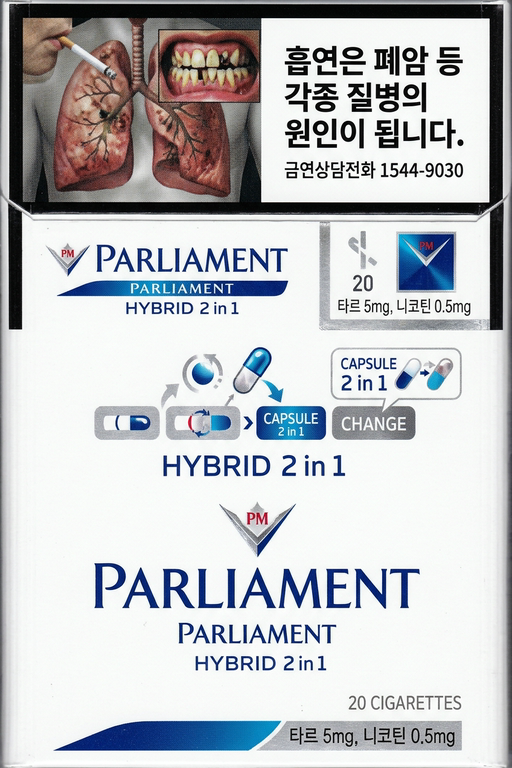 흡연은 폐암 등
각종 질병의
원인이 됩니다.
금연상담전화 1544-9030
PM
PARLIAMENT
PARLIAMENT
HYBRID 2 in 1
PM
20
타르 5mg, 니코틴 0.5mg
CAPSULE
2 in 1
CAPSULE
2 in 1
CHANGE
HYBRID 2 in 1
PM
PARLIAMENT
PARLIAMENT
HYBRID 2 in 1
20 CIGARETTES
타르 5mg, 니코틴 0.5mg